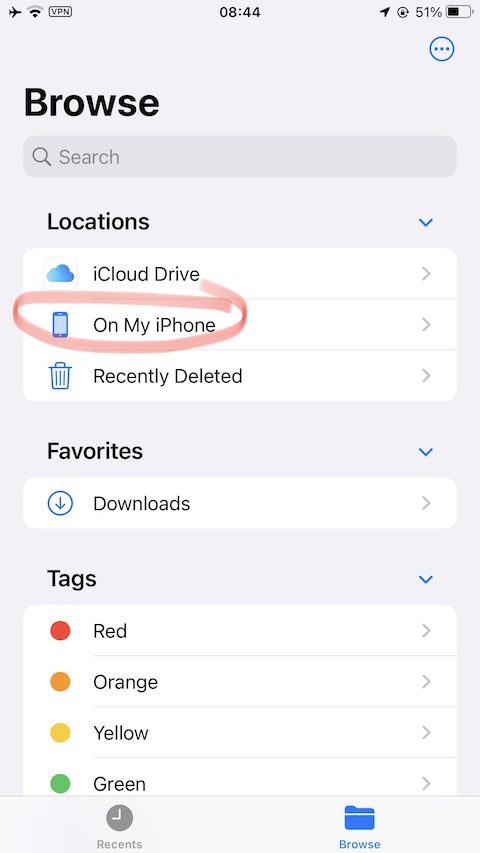 VPN 08:44 51%
Browse
Search
Locations
iCloud Drive
On My iPhone
Recently Deleted
Favorites
Downloads
Tags
Red
Orange
Yellow
Green
Recents Browse